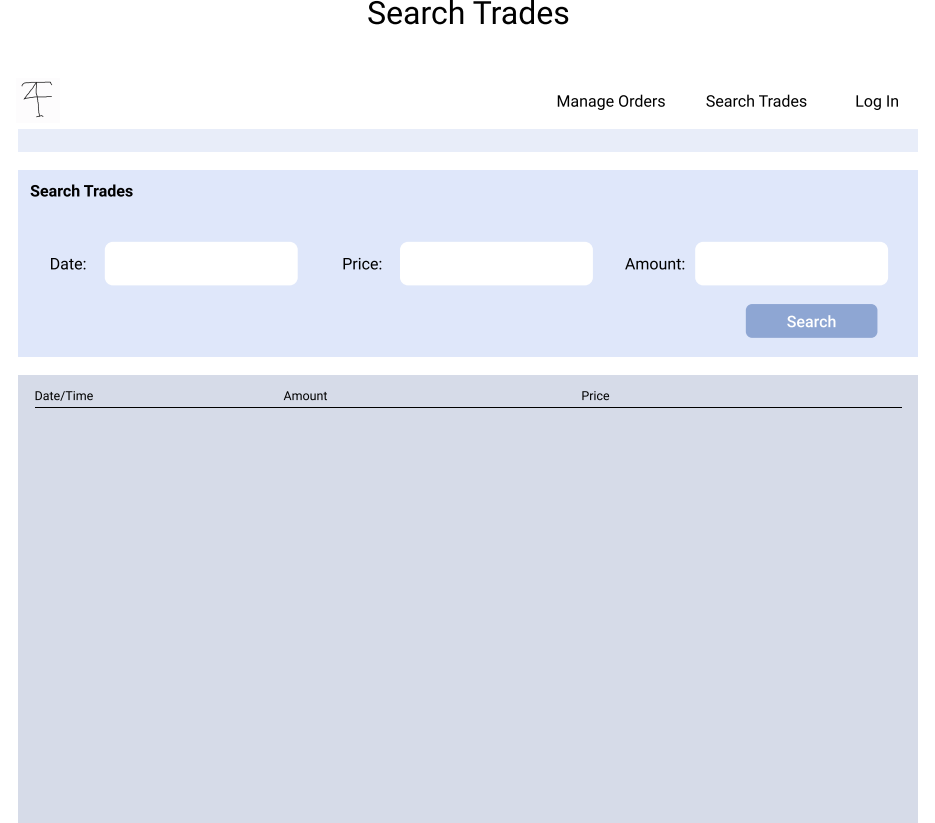 Search Trades
Manage Orders Search Trades Log In
Search Trades
Date: Price: Amount:
Search
Date/Time Amount Price